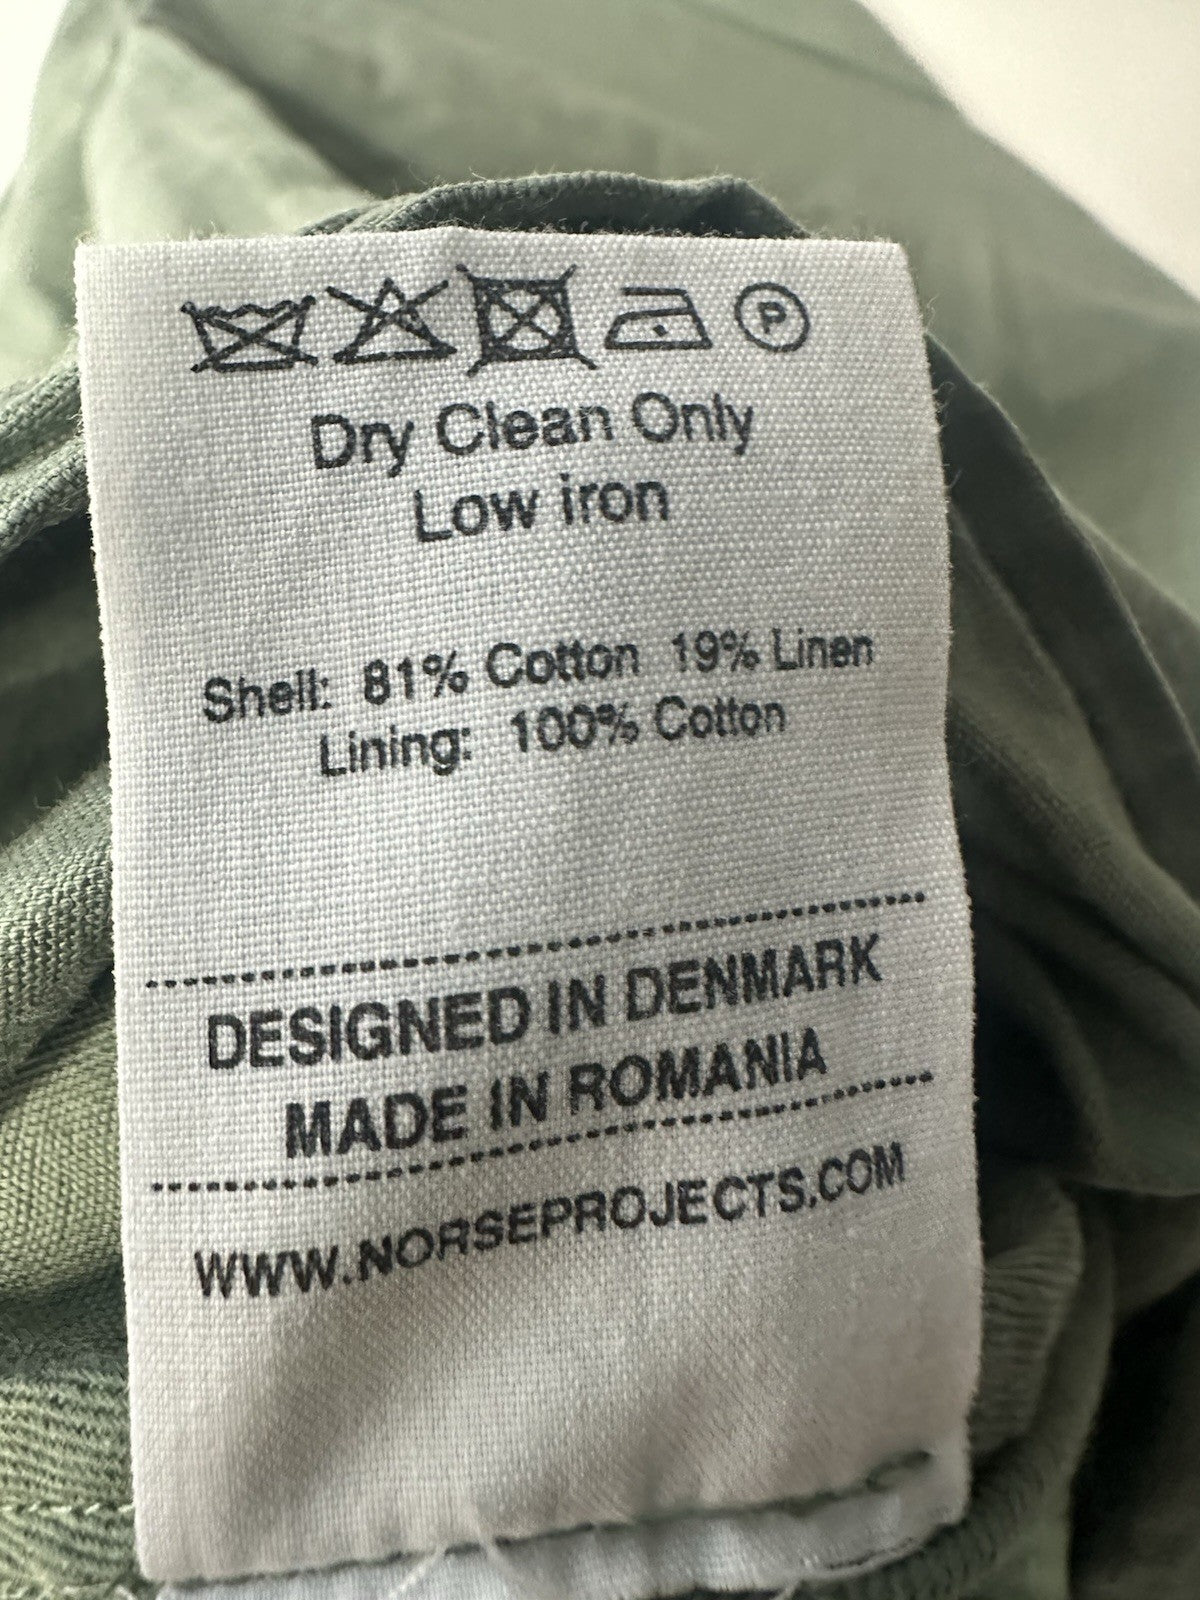 P
Dry Clean Only
Low iron
Shell: 81% Cotton 19% Linen
Lining: 100% Cotton
DESIGNED IN DENMARK
MADE IN ROMANIA
WWW.NORSEPROJECTS.COM